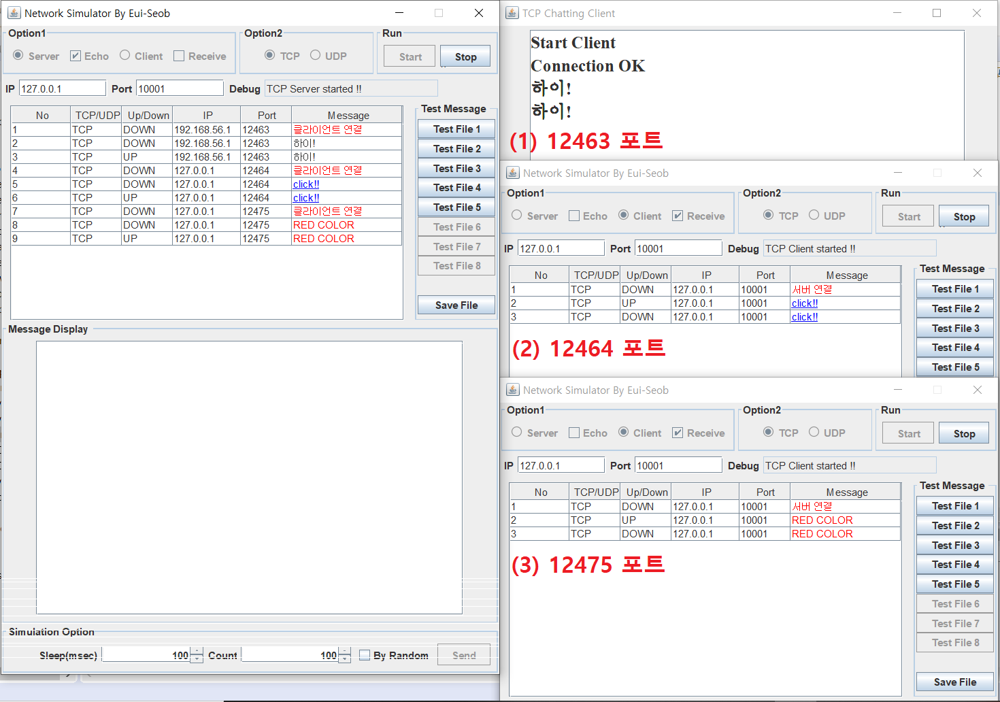 Network Simulator By Eui-Seob
Option1
Server Echo Client Receive
Option2
TCP UDP
Run
Start Stop
IP 127.0.0.1 Port 10001 Debug TCP Server started !!
No TCP/UDP Up/Down IP Port Message
1 TCP DOWN 192.168.56.1 12463 클라이언트 연결
2 TCP DOWN 192.168.56.1 12463 하이!
3 TCP UP 192.168.56.1 12463 하이!
4 TCP DOWN 127.0.0.1 12464 클라이언트 연결
5 TCP DOWN 127.0.0.1 12464 click!!
6 TCP UP 127.0.0.1 12464 click!!
7 TCP DOWN 127.0.0.1 12475 클라이언트 연결
8 TCP DOWN 127.0.0.1 12475 RED COLOR
9 TCP UP 127.0.0.1 12475 RED COLOR
Test Message
Test File 1
Test File 2
Test File 3
Test File 4
Test File 5
Test File 6
Test File 7
Test File 8
Save File
Message Display
Simulation Option
Sleep(msec) 100 Count 100 By Random Send
TCP Chatting Client
Start Client
Connection OK
하이!
하이!
(1) 12463 포트
Network Simulator By Eui-Seob
Option1
Server Echo Client Receive
Option2
TCP UDP
Run
Start Stop
IP 127.0.0.1 Port 10001 Debug TCP Client started !!
No TCP/UDP Up/Down IP Port Message
1 TCP DOWN 127.0.0.1 10001 서버 연결
2 TCP UP 127.0.0.1 10001 click!!
3 TCP DOWN 127.0.0.1 10001 click!!
(2) 12464 포트
Test Message
Test File 1
Test File 2
Test File 3
Test File 4
Test File 5
Network Simulator By Eui-Seob
Option1
Server Echo Client Receive
Option2
TCP UDP
Run
Start Stop
IP 127.0.0.1 Port 10001 Debug TCP Client started !!
No TCP/UDP Up/Down IP Port Message
1 TCP DOWN 127.0.0.1 10001 서버 연결
2 TCP UP 127.0.0.1 10001 RED COLOR
3 TCP DOWN 127.0.0.1 10001 RED COLOR
(3) 12475 포트
Test Message
Test File 1
Test File 2
Test File 3
Test File 4
Test File 5
Test File 6
Test File 7
Test File 8
Save File